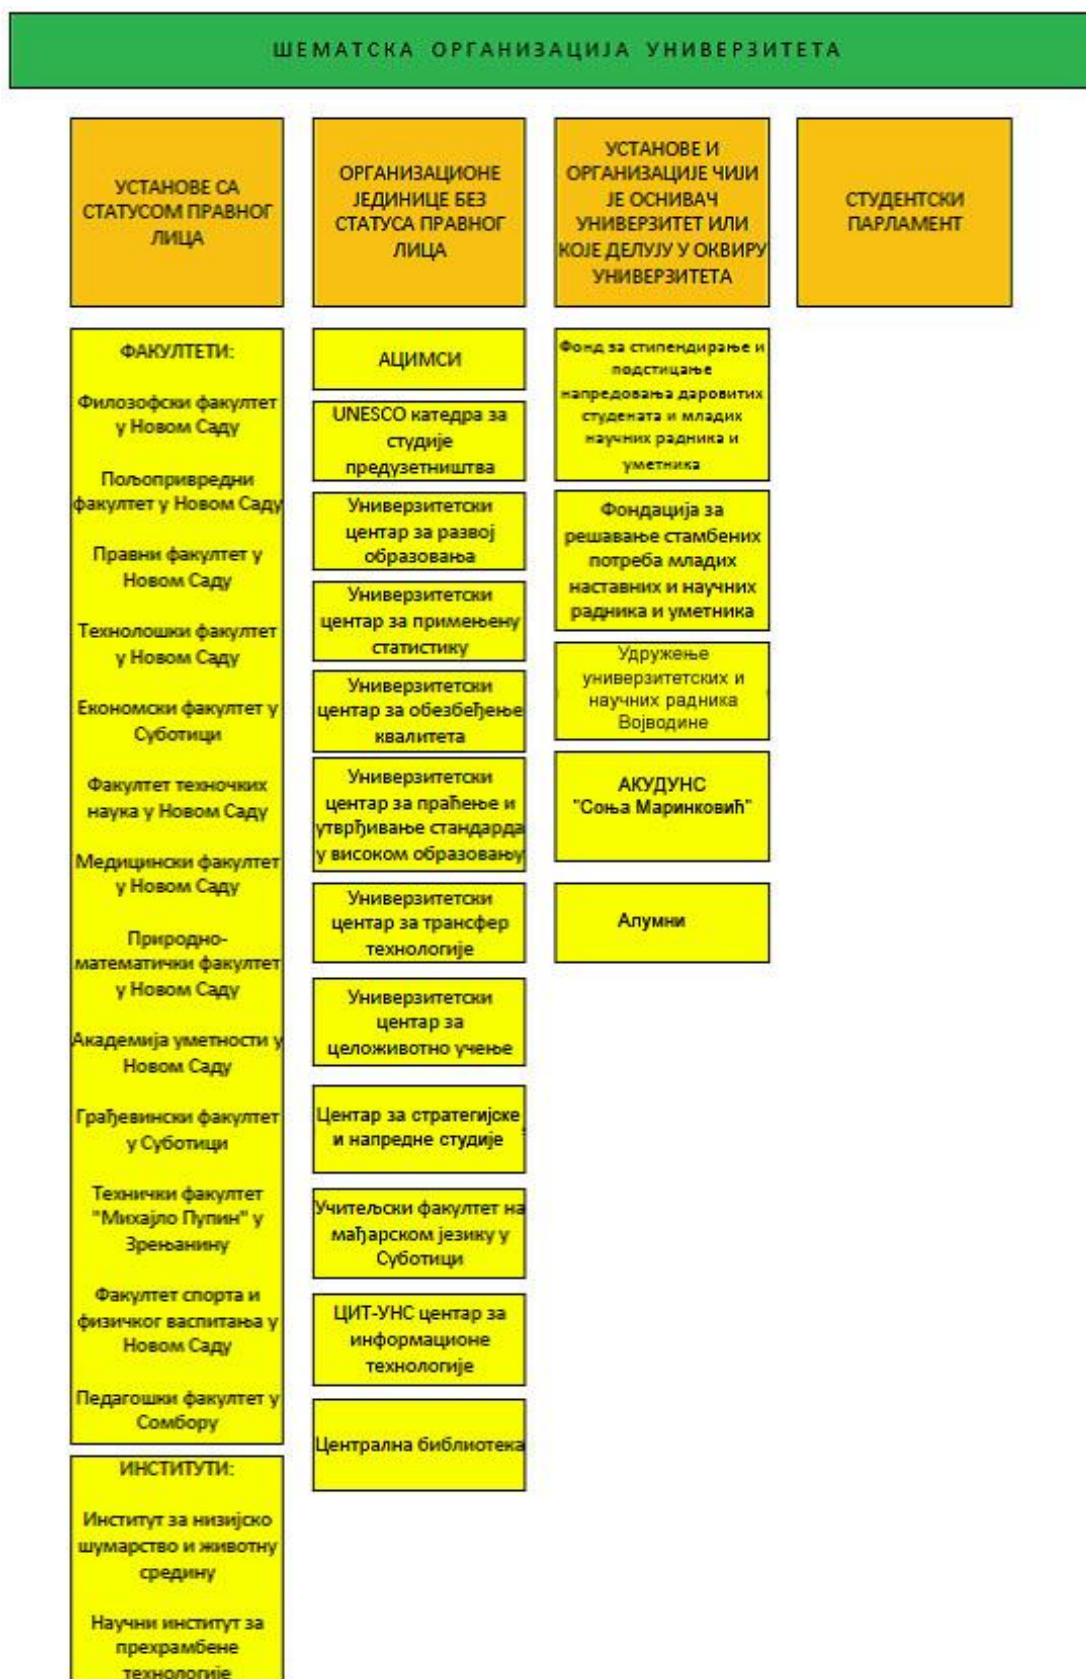 ШЕМАТСКА ОРГАНИЗАЦИЈА УНИВЕРЗИТЕТА
УСТАНОВЕ СА
СТАТУСОМ ПРАВНОГ
ЛИЦА
ФАКУЛТЕТИ:
Филозофски факултет
у Новом Саду
Пољопривредни
факултет у Новом Саду
Правни факултет у
Новом Саду
Технолошки факултет
у Новом Саду
Економски факултет у
Суботици
Факултет техночких
наука у Новом Саду
Медицински факултет
у Новом Саду
Природно-
математички факултет
у Новом Саду
Академија уметности у
Новом Саду
Грађевински факултет
у Суботици
Технички факултет
"Михајло Пупин" у
Зрењанину
Факултет спорта и
физичког васпитања у
Новом Саду
Педагошки факултет у
Сомбору
ИНСТИТУТИ:
Институт за низијско
шумарство и животну
средину
Научни институт за
прехрамбене
технологије
ОРГАНИЗАЦИОНЕ
ЈЕДИНИЦЕ БЕЗ
СТАТУСА ПРАВНОГ
ЛИЦА
АЦИМСИ
UNESCO катедра за
студије
предузетништва
Универзитетски
центар за развој
образовања
Универзитетски
центар за примењену
статистику
Универзитетски
центар за обезбеђење
квалитета
Универзитетски
центар за праћење и
утврђивање стандарда
у високом образовању
Универзитетски
центар за трансфер
технологије
Универзитетски
центар за
целоживотно учење
Центар за стратегијске
и напредне студије
Учитељски факултет на
мађарском језику у
Суботици
ЦИТ-УНС центар за
информационе
технологије
Централна библиотека
УСТАНОВЕ И
ОРГАНИЗАЦИЈЕ ЧИЈИ
ЈЕ ОСНИВАЧ
УНИВЕРЗИТЕТ ИЛИ
КОЈЕ ДЕЛУЈУ У ОКВИРУ
УНИВЕРЗИТЕТА
Фонд за стипендирање и
подстицање
напредовања даровитих
студената и младих
научних радника и
уметника
Фондација за
решавање стамбених
потреба младих
наставних и научних
радника и уметника
Удружење
универзитетских и
научних радника
Војводине
АКУДУНС
"Соња Маринковић"
Алумни
СТУДЕНТСКИ
ПАРЛАМЕНТ